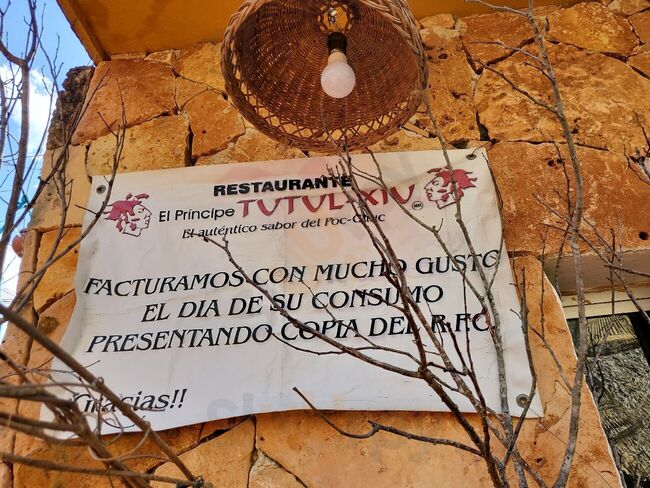 RESTAURANTE
El Príncipe TUTUL-XIU
El auténtico sabor del Poc-Chuc
FACTURAMOS CON MUCHO GUSTO
EL DIA DE SU CONSUMO
PRESENTANDO COPIA DEL R.F.C.
Gracias!!